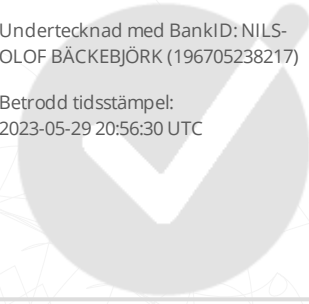 Undertecknad med BankID: NILS-
OLOF BÄCKEBJÖRK (196705238217)
Betrodd tidsstämpel:
2023-05-29 20:56:30 UTC